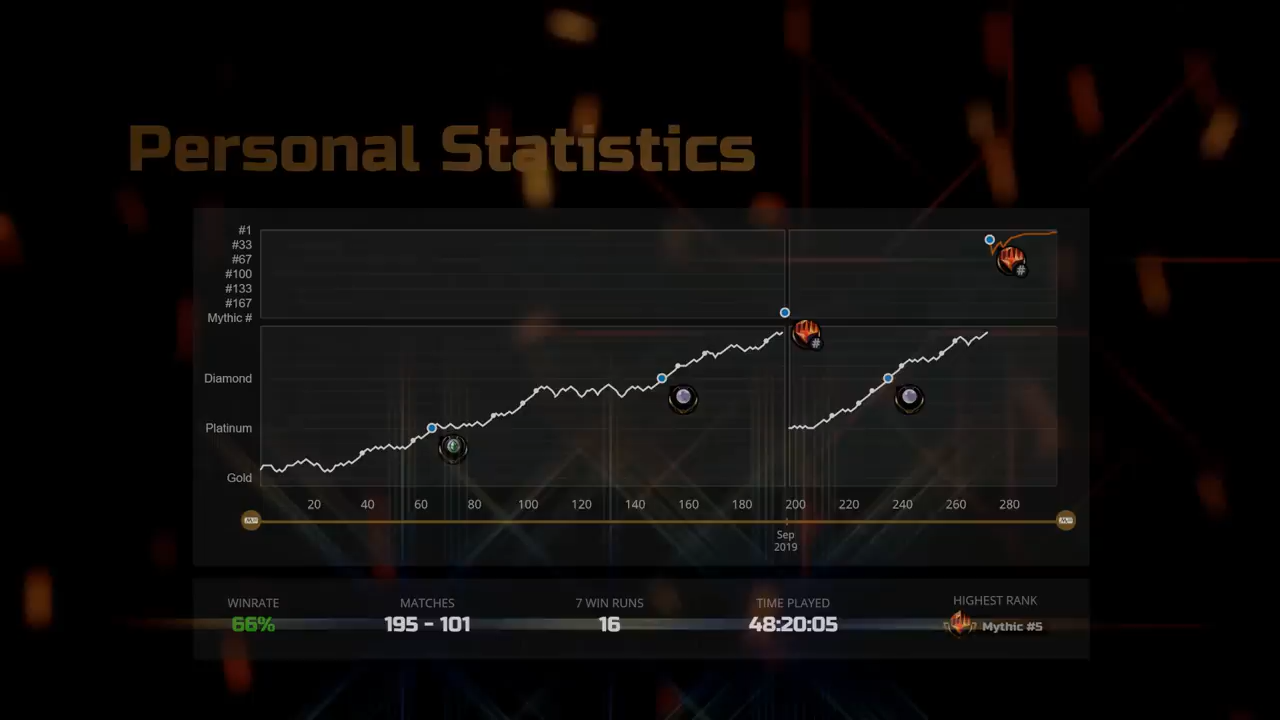 Personal Statistics
#1
#33
#67
#100
#133
#167
Mythic #
#
#
Diamond
Platinum
Gold
20 40 60 80 100 120 140 160 180 200 220 240 260 280
Sep
2019
WINRATE MATCHES 7 WIN RUNS TIME PLAYED HIGHEST RANK
66% 195 - 101 16 48:20:05 Mythic #5